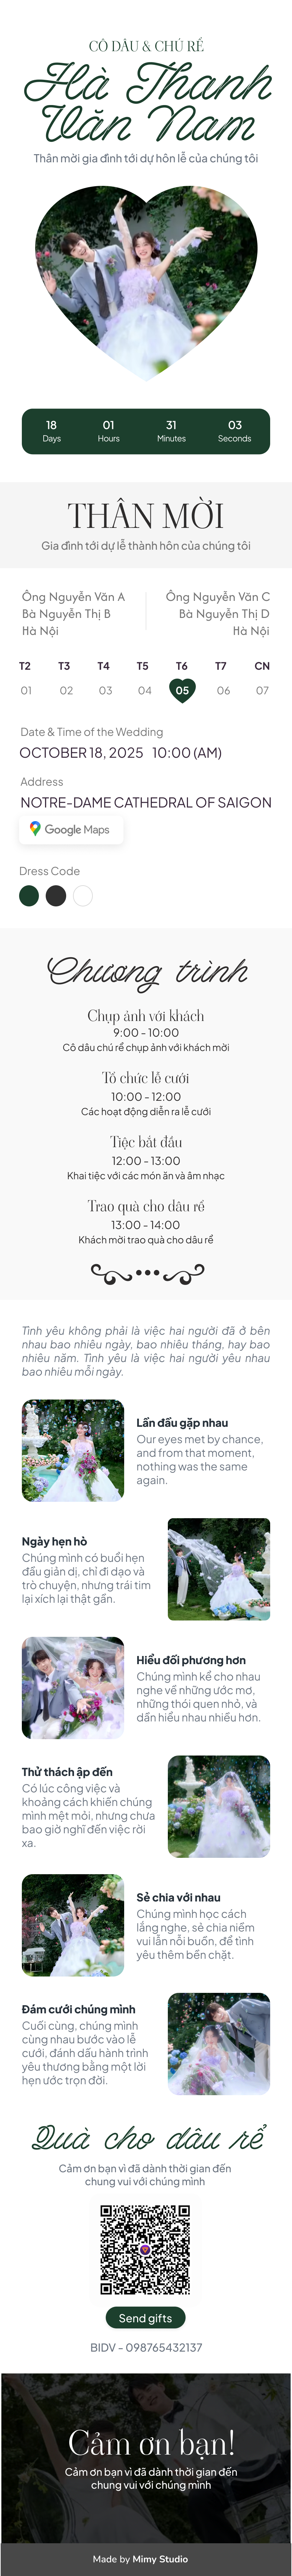 CÔ DÂU & CHÚ RỂ
Hà Thanh
Văn Nam
Thân mời gia đình tới dự hôn lễ của chúng tôi
18 01 31 03
Days Hours Minutes Seconds
THÂN MỜI
Gia đình tới dự lễ thành hôn của chúng tôi
Ông Nguyễn Văn A
Bà Nguyễn Thị B
Hà Nội
Ông Nguyễn Văn C
Bà Nguyễn Thị D
Hà Nội
T2 T3 T4 T5 T6 T7 CN
01 02 03 04 05 06 07
Date & Time of the Wedding
OCTOBER 18, 2025 10:00 (AM)
Address
NOTRE-DAME CATHEDRAL OF SAIGON
Google Maps
Dress Code
Chương trình
Chụp ảnh với khách
9:00 - 10:00
Cô dâu chú rể chụp ảnh với khách mời
Tổ chức lễ cưới
10:00 - 12:00
Các hoạt động diễn ra lễ cưới
Tiệc bắt đầu
12:00 - 13:00
Khai tiệc với các món ăn và âm nhạc
Trao quà cho dâu rể
13:00 - 14:00
Khách mời trao quà cho dâu rể
Tình yêu không phải là việc hai người đã ở bên
nhau bao nhiêu ngày, bao nhiêu tháng, hay bao
nhiêu năm. Tình yêu là việc hai người yêu nhau
bao nhiêu mỗi ngày.
Lần đầu gặp nhau
Our eyes met by chance,
and from that moment,
nothing was the same
again.
Ngày hẹn hò
Chúng mình có buổi hẹn
đầu giản dị, chỉ đi dạo và
trò chuyện, nhưng trái tim
lại xích lại thật gần.
Hiểu đối phương hơn
Chúng mình kể cho nhau
nghe về những ước mơ,
những thói quen nhỏ, và
dần hiểu nhau nhiều hơn.
Thử thách ập đến
Có lúc công việc và
khoảng cách khiến chúng
mình mệt mỏi, nhưng chưa
bao giờ nghĩ đến việc rời
xa.
Sẻ chia với nhau
Chúng mình học cách
lắng nghe, sẻ chia niềm
vui lẫn nỗi buồn, để tình
yêu thêm bền chặt.
Đám cưới chúng mình
Cuối cùng, chúng mình
cùng nhau bước vào lễ
cưới, đánh dấu hành trình
yêu thương bằng một lời
hẹn ước trọn đời.
Quà cho dâu rể
Cảm ơn bạn vì đã dành thời gian đến
chung vui với chúng mình
Send gifts
BIDV - 098765432137
Cảm ơn bạn!
Cảm ơn bạn vì đã dành thời gian đến
chung vui với chúng mình
Made by Mimy Studio